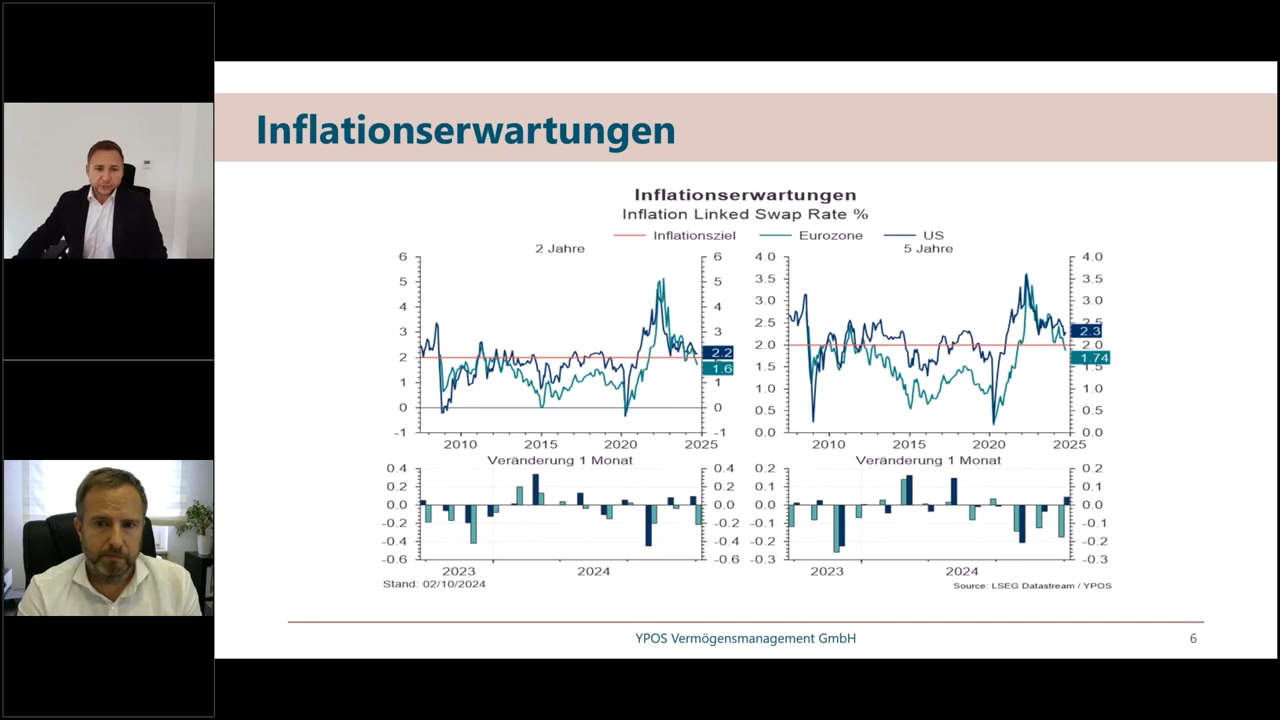 Inflationserwartungen
Inflationserwartungen
Inflation Linked Swap Rate %
Inflationsziel Eurozone US
2 Jahre 5 Jahre
6 6 4.0 4.0
5 5 3.5 3.5
4 4 3.0 3.0
3 3 2.5 2.5
2.3
2.2
2 2.0 2.0
1.6 1.74
1.5 1.5
1 1 1.0 1.0
0 0 0.5 0.5
-1 -1 0.0 0.0
2010 2015 2020 2025 2010 2015 2020 2025
Veränderung 1 Monat Veränderung 1 Monat
0.4 0.4 0.2 0.2
0.2 0.2 0.1 0.1
0.0 0.0 0.0 0.0
-0.2 -0.2 -0.1 -0.1
-0.4 -0.4 -0.2 -0.2
-0.6 -0.6 -0.3 -0.3
2023 2024 2023 2024
Stand: 02/10/2024 Source: LSEG Datastream / YPOS
YPOS Vermögensmanagement GmbH 6